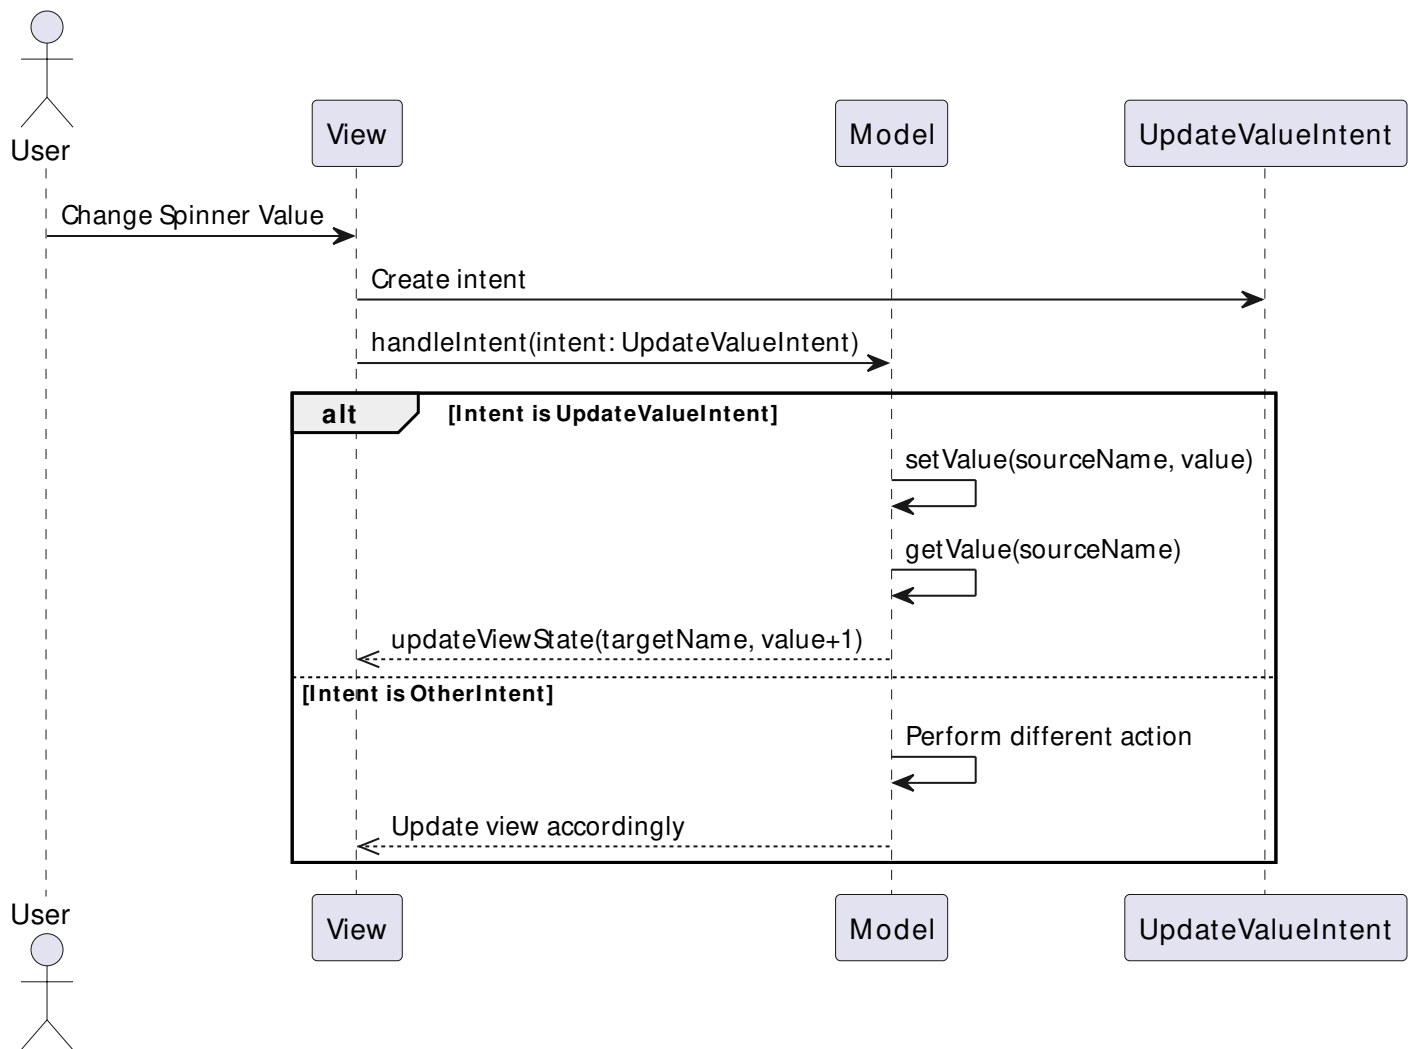 User
View
Model
UpdateValueIntent
Change Spinner Value
Create intent
handleIntent(intent: UpdateValueIntent)
alt
[Intent is UpdateValueIntent]
setValue(sourceName, value)
getValue(sourceName)
updateViewState(targetName, value+1)
[Intent is OtherIntent]
Perform different action
Update view accordingly
User
View
Model
UpdateValueIntent